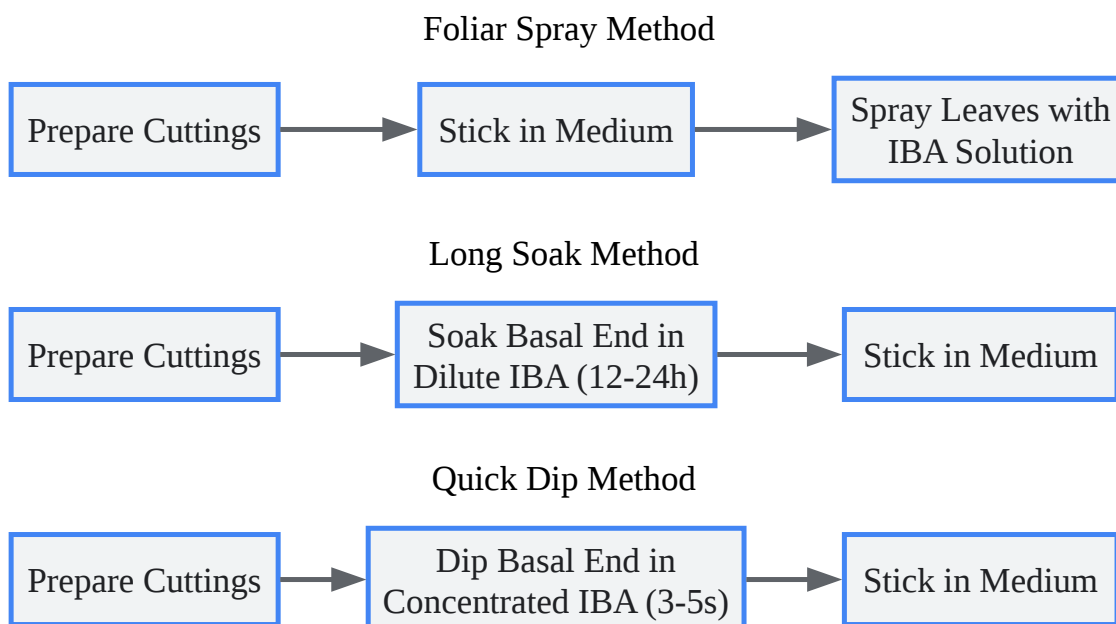 Foliar Spray Method
Prepare Cuttings
Stick in Medium
Spray Leaves with
IBA Solution
Long Soak Method
Prepare Cuttings
Soak Basal End in
Dilute IBA (12-24h)
Stick in Medium
Quick Dip Method
Prepare Cuttings
Dip Basal End in
Concentrated IBA (3-5s)
Stick in Medium